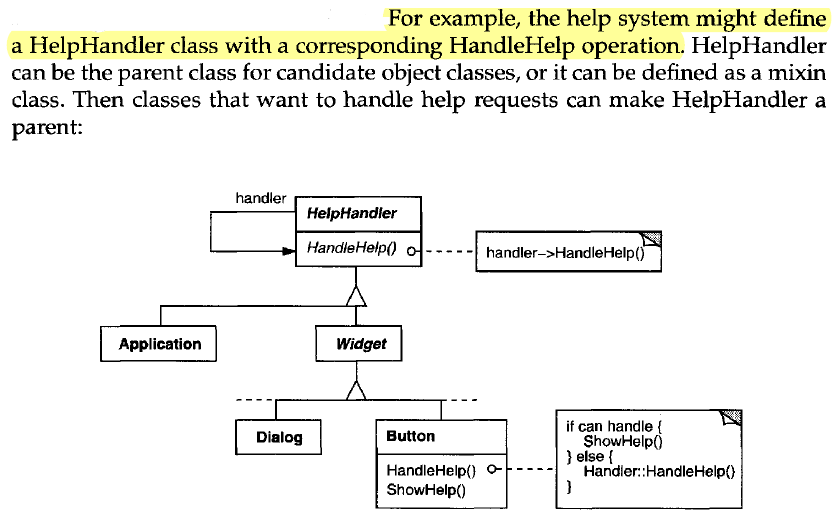 For example, the help system might define
a HelpHandler class with a corresponding HandleHelp operation. HelpHandler
can be the parent class for candidate object classes, or it can be defined as a mixin
class. Then classes that want to handle help requests can make HelpHandler a
parent:
handler
HelpHandler
HandleHelp()
handler->HandleHelp()
Application
Widget
Dialog
Button
HandleHelp()
ShowHelp()
if can handle {
ShowHelp()
} else {
Handler::HandleHelp()
}